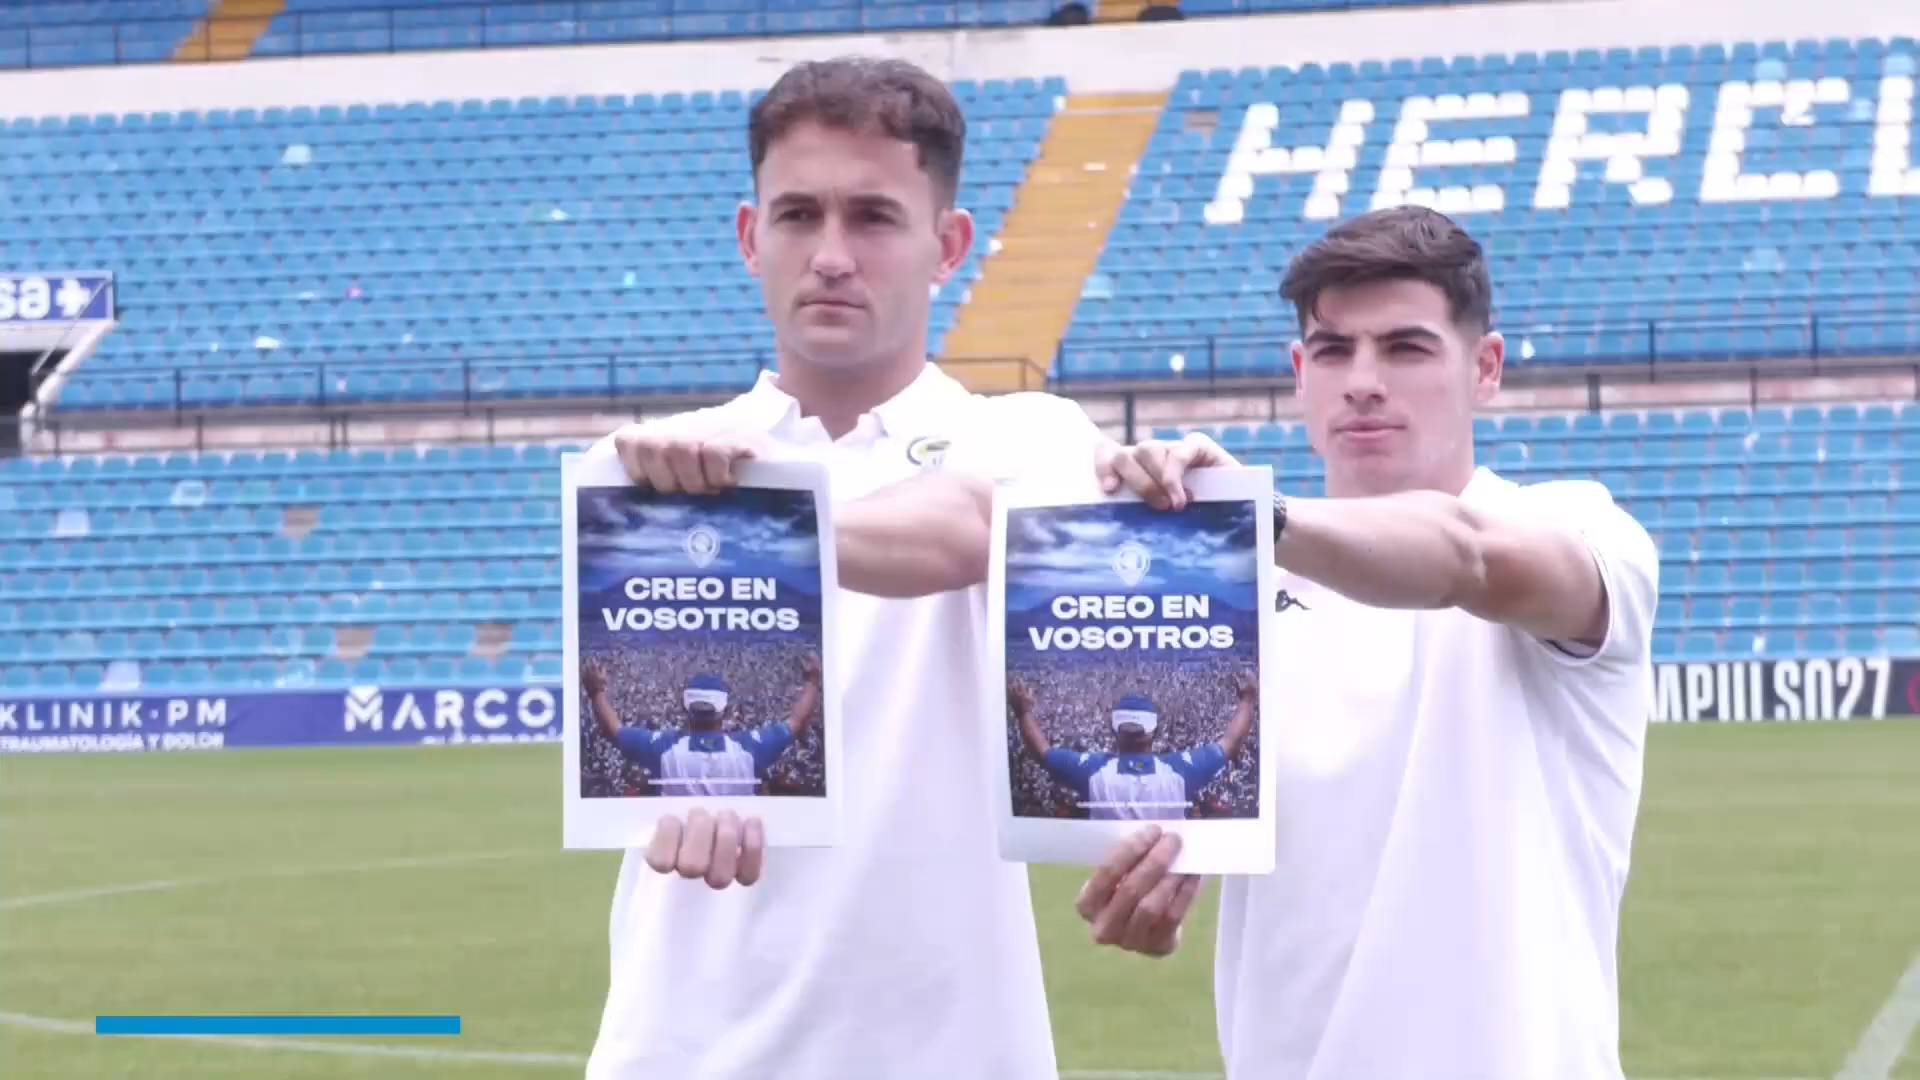 HERCU
sa+
CREO EN
VOSOTROS
CREO EN
VOSOTROS
KLINIK·PM
TRAUMATOLOGÍA Y DOLOR
MARCO
MPULSO27